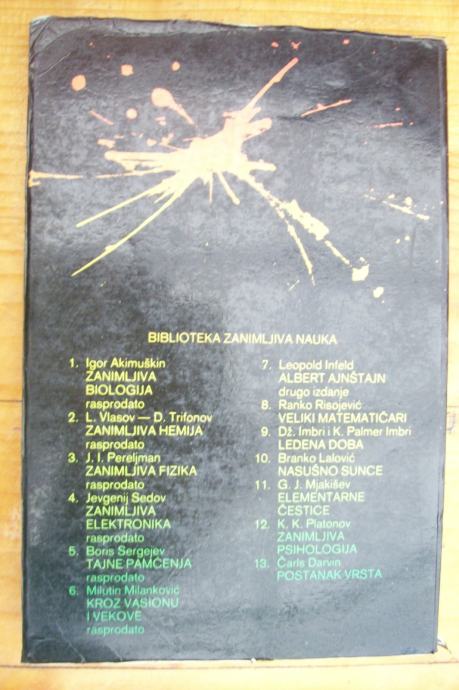 BIBLIOTEKA ZANIMLJIVA NAUKA
1. Igor Akimuškin
ZANIMLJIVA
BIOLOGIJA
rasprodato
2. L. Vlasov — D. Trifonov
ZANIMLJIVA HEMIJA
rasprodato
3. J. I. Pereljman
ZANIMLJIVA FIZIKA
rasprodato
4. Jevgenij Sedov
ZANIMLJIVA
ELEKTRONIKA
rasprodato
5. Boris Sergejev
TAJNE PAMĆENJA
rasprodato
6. Milutin Milanković
KROZ VASIONU
I VEKOVE
rasprodato
7. Leopold Infeld
ALBERT AJNŠTAJN
drugo izdanje
8. Ranko Risojević
VELIKI MATEMATIČARI
9. Dž. Imbri i K. Palmer Imbri
LEDENA DOBA
10. Branko Lalović
NASUŠNO SUNCE
11. G. J. Mjakišev
ELEMENTARNE
ČESTICE
12. K. K. Platonov
ZANIMLJIVA
PSIHOLOGIJA
13. Čarls Darvin
POSTANAK VRSTA